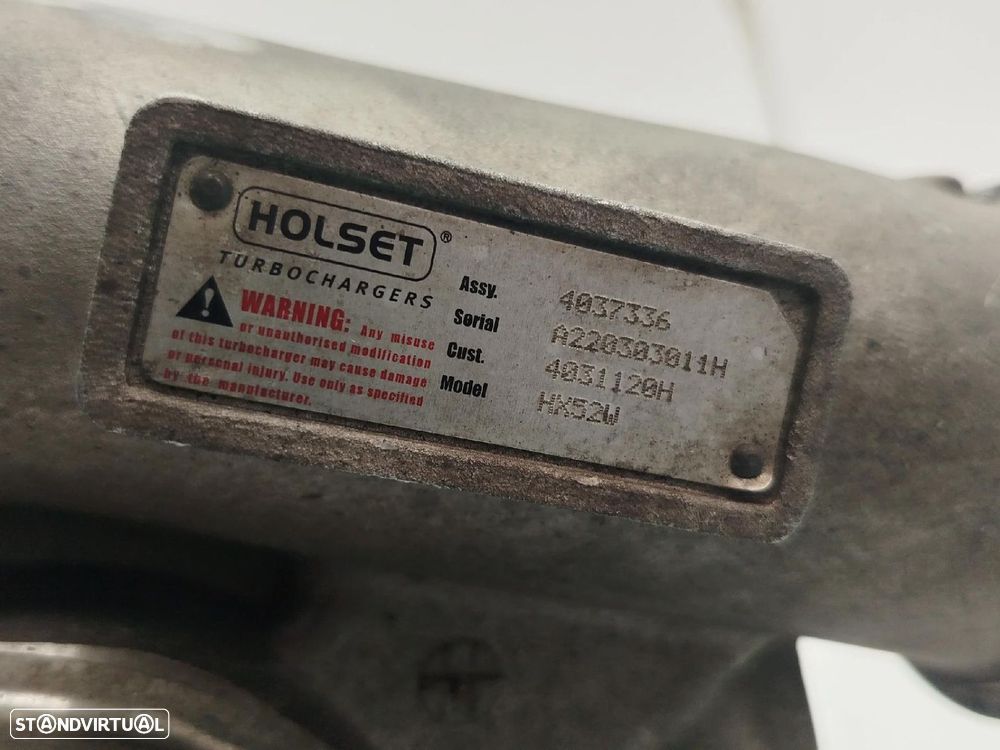 HOLSET®
TURBOCHARGERS
WARNING: Any misuse
or unauthorised modification
of this turbocharger may cause damage
or personal injury. Use only as specified
by the manufacturer.
Assy. 4037336
Serial A220303011H
Cust. 4031120H
Model HX52W
STANDVIRTUAL